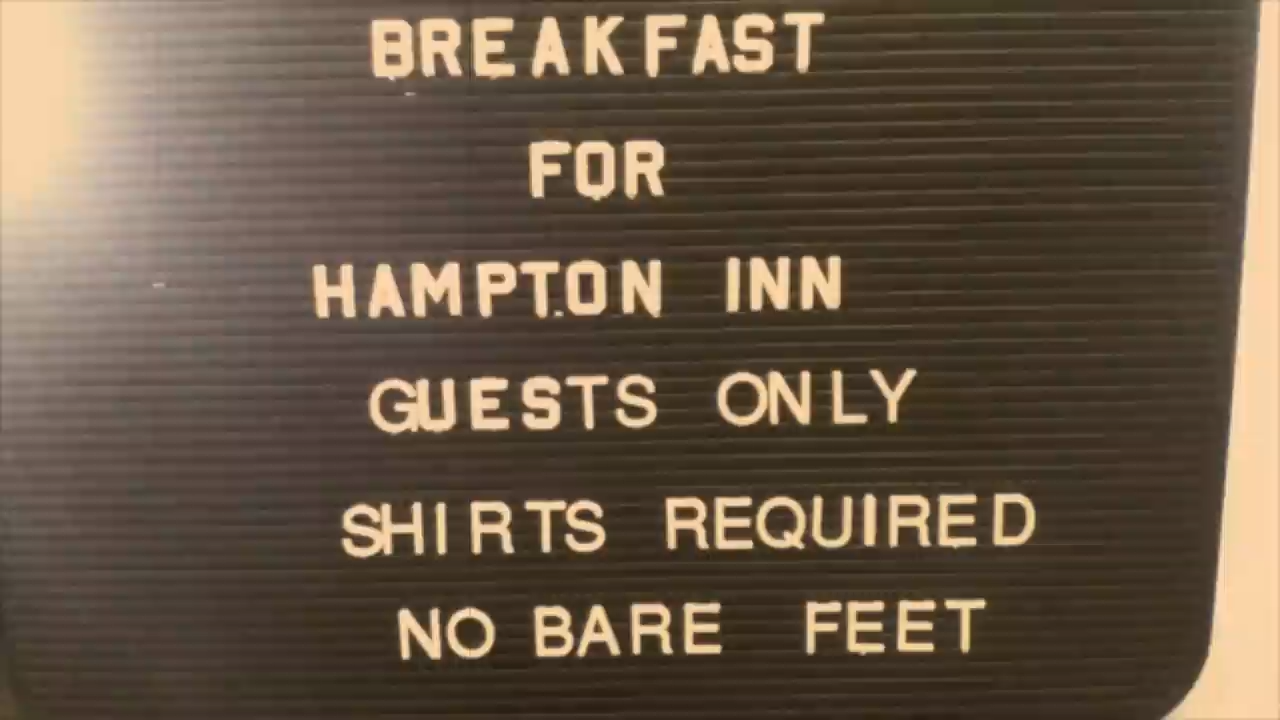 BREAKFAST
FOR
HAMPTON INN
GUESTS ONLY
SHIRTS REQUIRED
NO BARE FEET